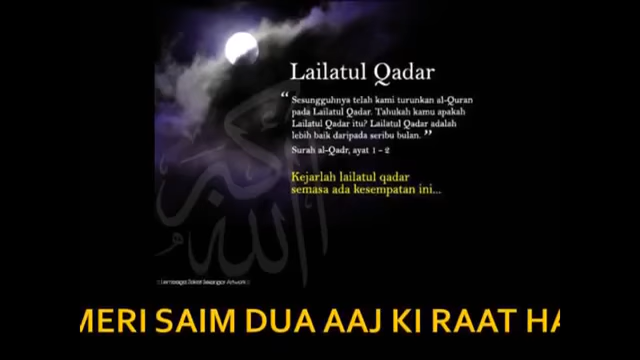 Lailatul Qadar
“ Sesungguhnya telah kami turunkan al-Quran
pada Lailatul Qadar. Tahukah kamu apakah
Lailatul Qadar itu? Lailatul Qadar adalah
lebih baik daripada seribu bulan. ”
Surah al-Qadr, ayat 1 – 2
Kejarlah lailatul qadar
semasa ada kesempatan ini...
الله أكبر
MERI SAIM DUA AAJ KI RAAT HA